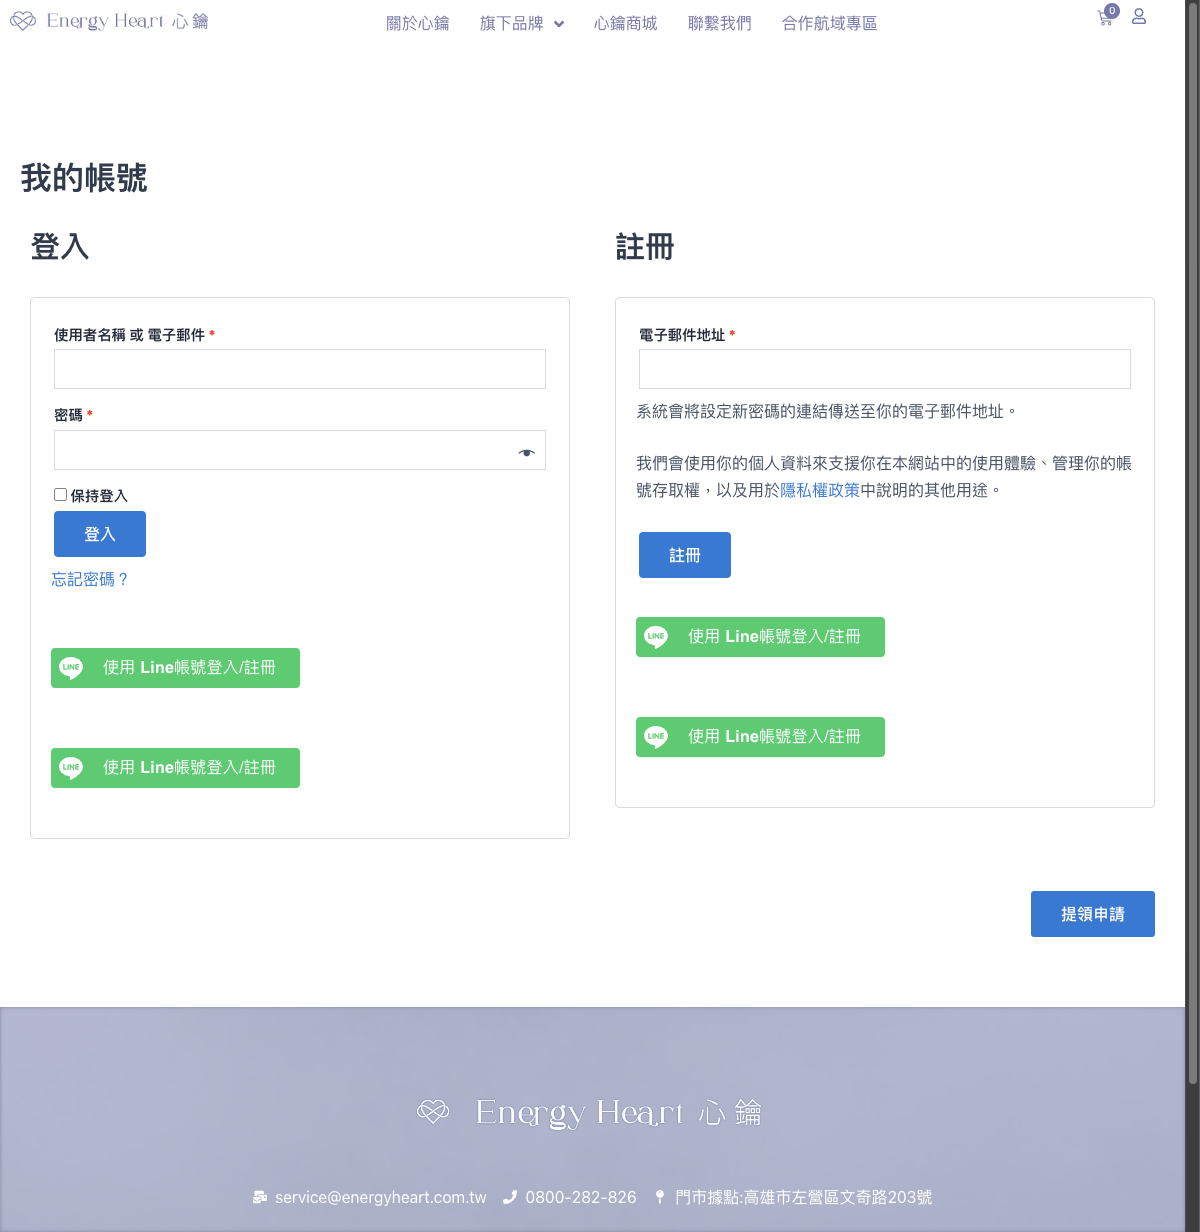 Energy Heart 心鑰
關於心鑰
旗下品牌
心鑰商城
聯繫我們
合作航域專區
0
我的帳號
登入
使用者名稱 或 電子郵件 *
密碼 *
保持登入
登入
忘記密碼？
LINE 使用 Line帳號登入/註冊
LINE 使用 Line帳號登入/註冊
註冊
電子郵件地址 *
系統會將設定新密碼的連結傳送至你的電子郵件地址。
我們會使用你的個人資料來支援你在本網站中的使用體驗、管理你的帳
號存取權，以及用於隱私權政策中說明的其他用途。
註冊
LINE 使用 Line帳號登入/註冊
LINE 使用 Line帳號登入/註冊
提領申請
Energy Heart 心鑰
service@energyheart.com.tw 0800-282-826 門市據點:高雄市左營區文奇路203號